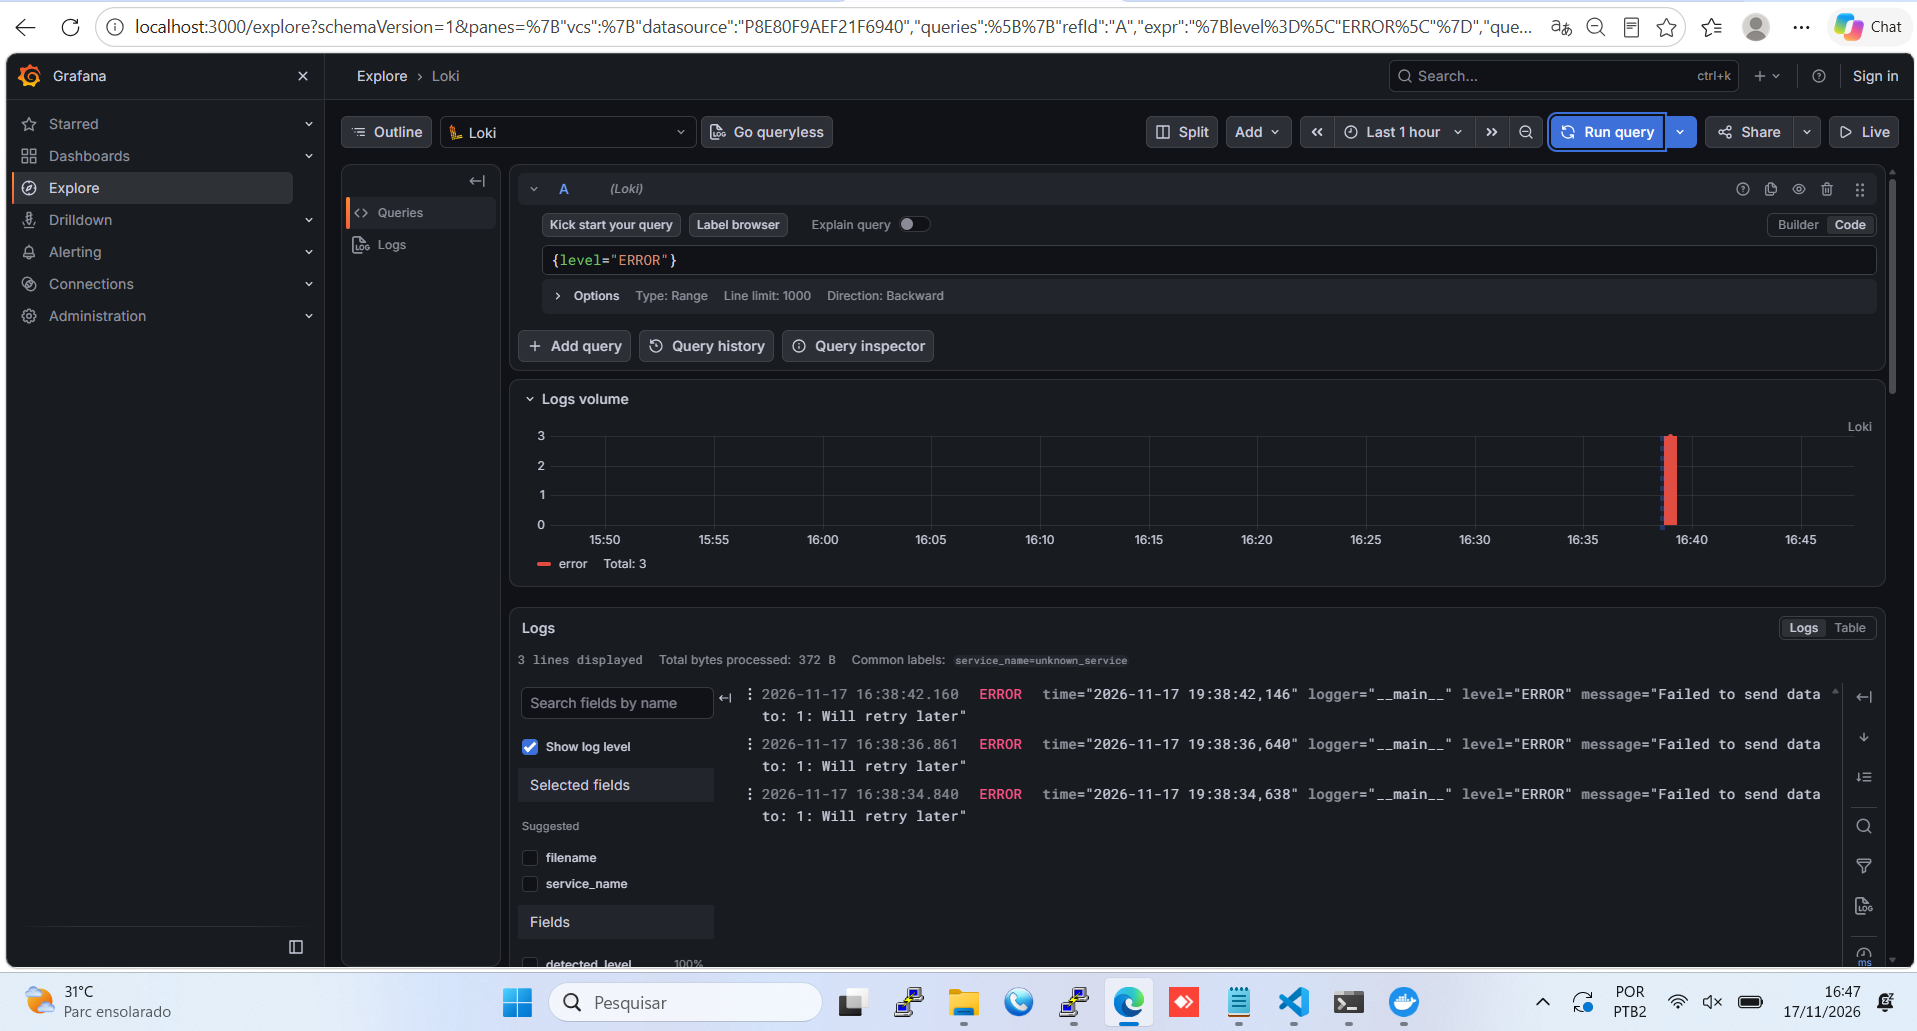 localhost:3000/explore?schemaVersion=1&panes=%7B"vcs":%7B"datasource":"P8E80F9AEF21F6940","queries":%5B%7B"refId":"A","expr":"%7Blevel%3D%5C"ERROR%5C"%7D","que...
Chat
Grafana
Explore › Loki
Search... ctrl+k
Sign in
Starred
Dashboards
Explore
Drilldown
Alerting
Connections
Administration
Outline Loki Go queryless Split Add Last 1 hour Run query Share Live
Queries
Logs
A (Loki)
Kick start your query Label browser Explain query Builder Code
{level="ERROR"}
Options Type: Range Line limit: 1000 Direction: Backward
+ Add query Query history Query inspector
Logs volume
Loki
3
2
1
0
15:50 15:55 16:00 16:05 16:10 16:15 16:20 16:25 16:30 16:35 16:40 16:45
error Total: 3
Logs
Logs Table
3 lines displayed Total bytes processed: 372 B Common labels: service_name=unknown_service
Search fields by name
Show log level
Selected fields
Suggested
filename
service_name
Fields
detected_level 100%
2026-11-17 16:38:42.160 ERROR time="2026-11-17 19:38:42,146" logger="__main__" level="ERROR" message="Failed to send data
to: 1: Will retry later"
2026-11-17 16:38:36.861 ERROR time="2026-11-17 19:38:36,640" logger="__main__" level="ERROR" message="Failed to send data
to: 1: Will retry later"
2026-11-17 16:38:34.840 ERROR time="2026-11-17 19:38:34,638" logger="__main__" level="ERROR" message="Failed to send data
to: 1: Will retry later"
LOG
ms
31°C
Parc ensolarado
Pesquisar
POR
PTB2
16:47
17/11/2026